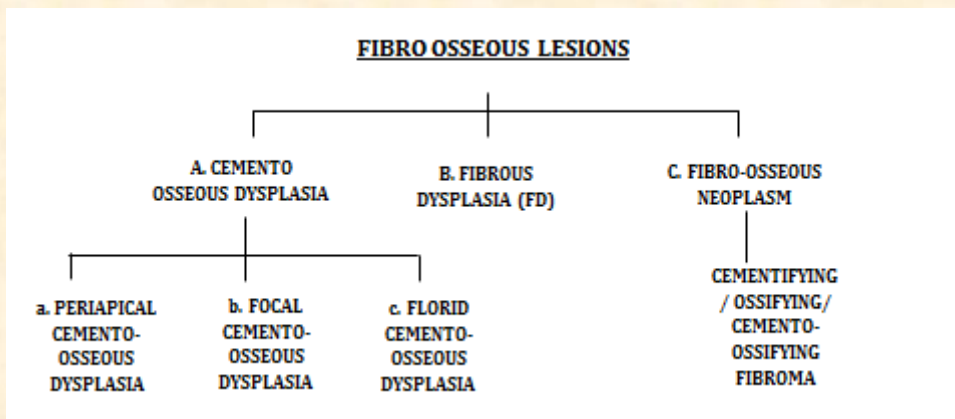 FIBRO OSSEOUS LESIONS
A. CEMENTO
OSSEOUS DYSPLASIA
B. FIBROUS
DYSPLASIA (FD)
C. FIBRO-OSSEOUS
NEOPLASM
a. PERIAPICAL
CEMENTO-
OSSEOUS
DYSPLASIA
b. FOCAL
CEMENTO-
OSSEOUS
DYSPLASIA
c. FLORID
CEMENTO-
OSSEOUS
DYSPLASIA
CEMENTIFYING
/ OSSIFYING/
CEMENTO-
OSSIFYING
FIBROMA